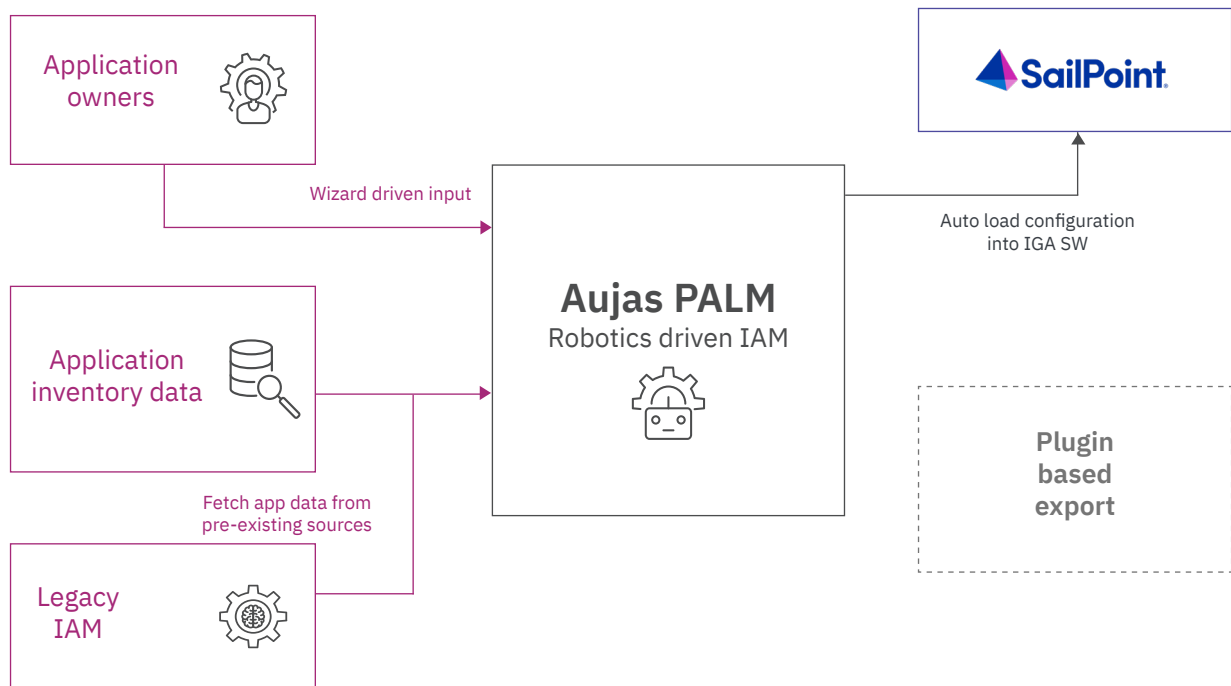 Application
owners
Wizard driven input
Application
inventory data
Fetch app data from
pre-existing sources
Legacy
IAM
Aujas PALM
Robotics driven IAM
SailPoint.
Auto load configuration
into IGA SW
Plugin
based
export